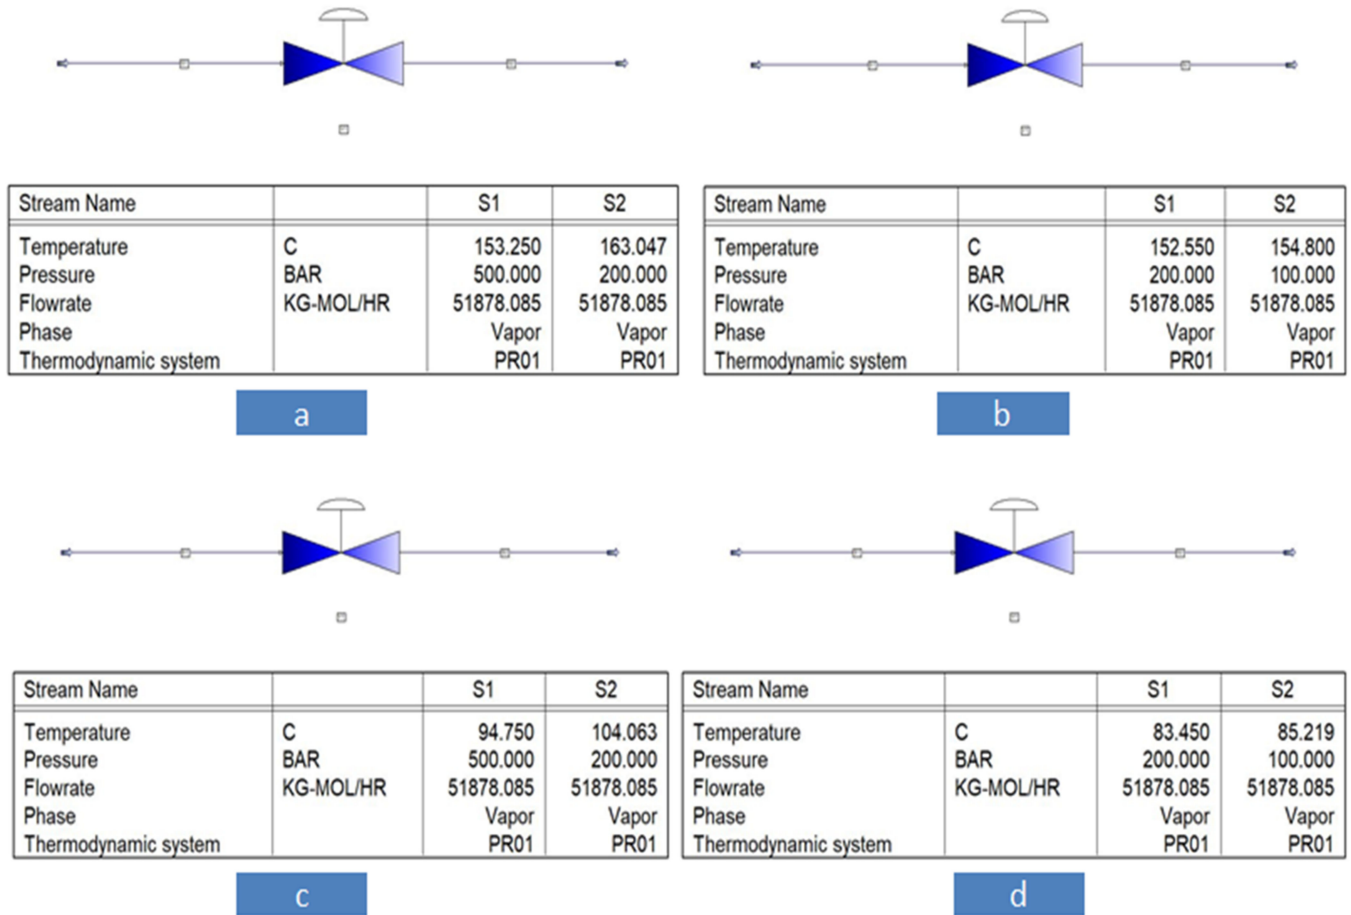 Stream Name S1 S2
Temperature C 153.250 163.047
Pressure BAR 500.000 200.000
Flowrate KG-MOL/HR 51878.085 51878.085
Phase Vapor Vapor
Thermodynamic system PR01 PR01
a
Stream Name S1 S2
Temperature C 152.550 154.800
Pressure BAR 200.000 100.000
Flowrate KG-MOL/HR 51878.085 51878.085
Phase Vapor Vapor
Thermodynamic system PR01 PR01
b
Stream Name S1 S2
Temperature C 94.750 104.063
Pressure BAR 500.000 200.000
Flowrate KG-MOL/HR 51878.085 51878.085
Phase Vapor Vapor
Thermodynamic system PR01 PR01
c
Stream Name S1 S2
Temperature C 83.450 85.219
Pressure BAR 200.000 100.000
Flowrate KG-MOL/HR 51878.085 51878.085
Phase Vapor Vapor
Thermodynamic system PR01 PR01
d